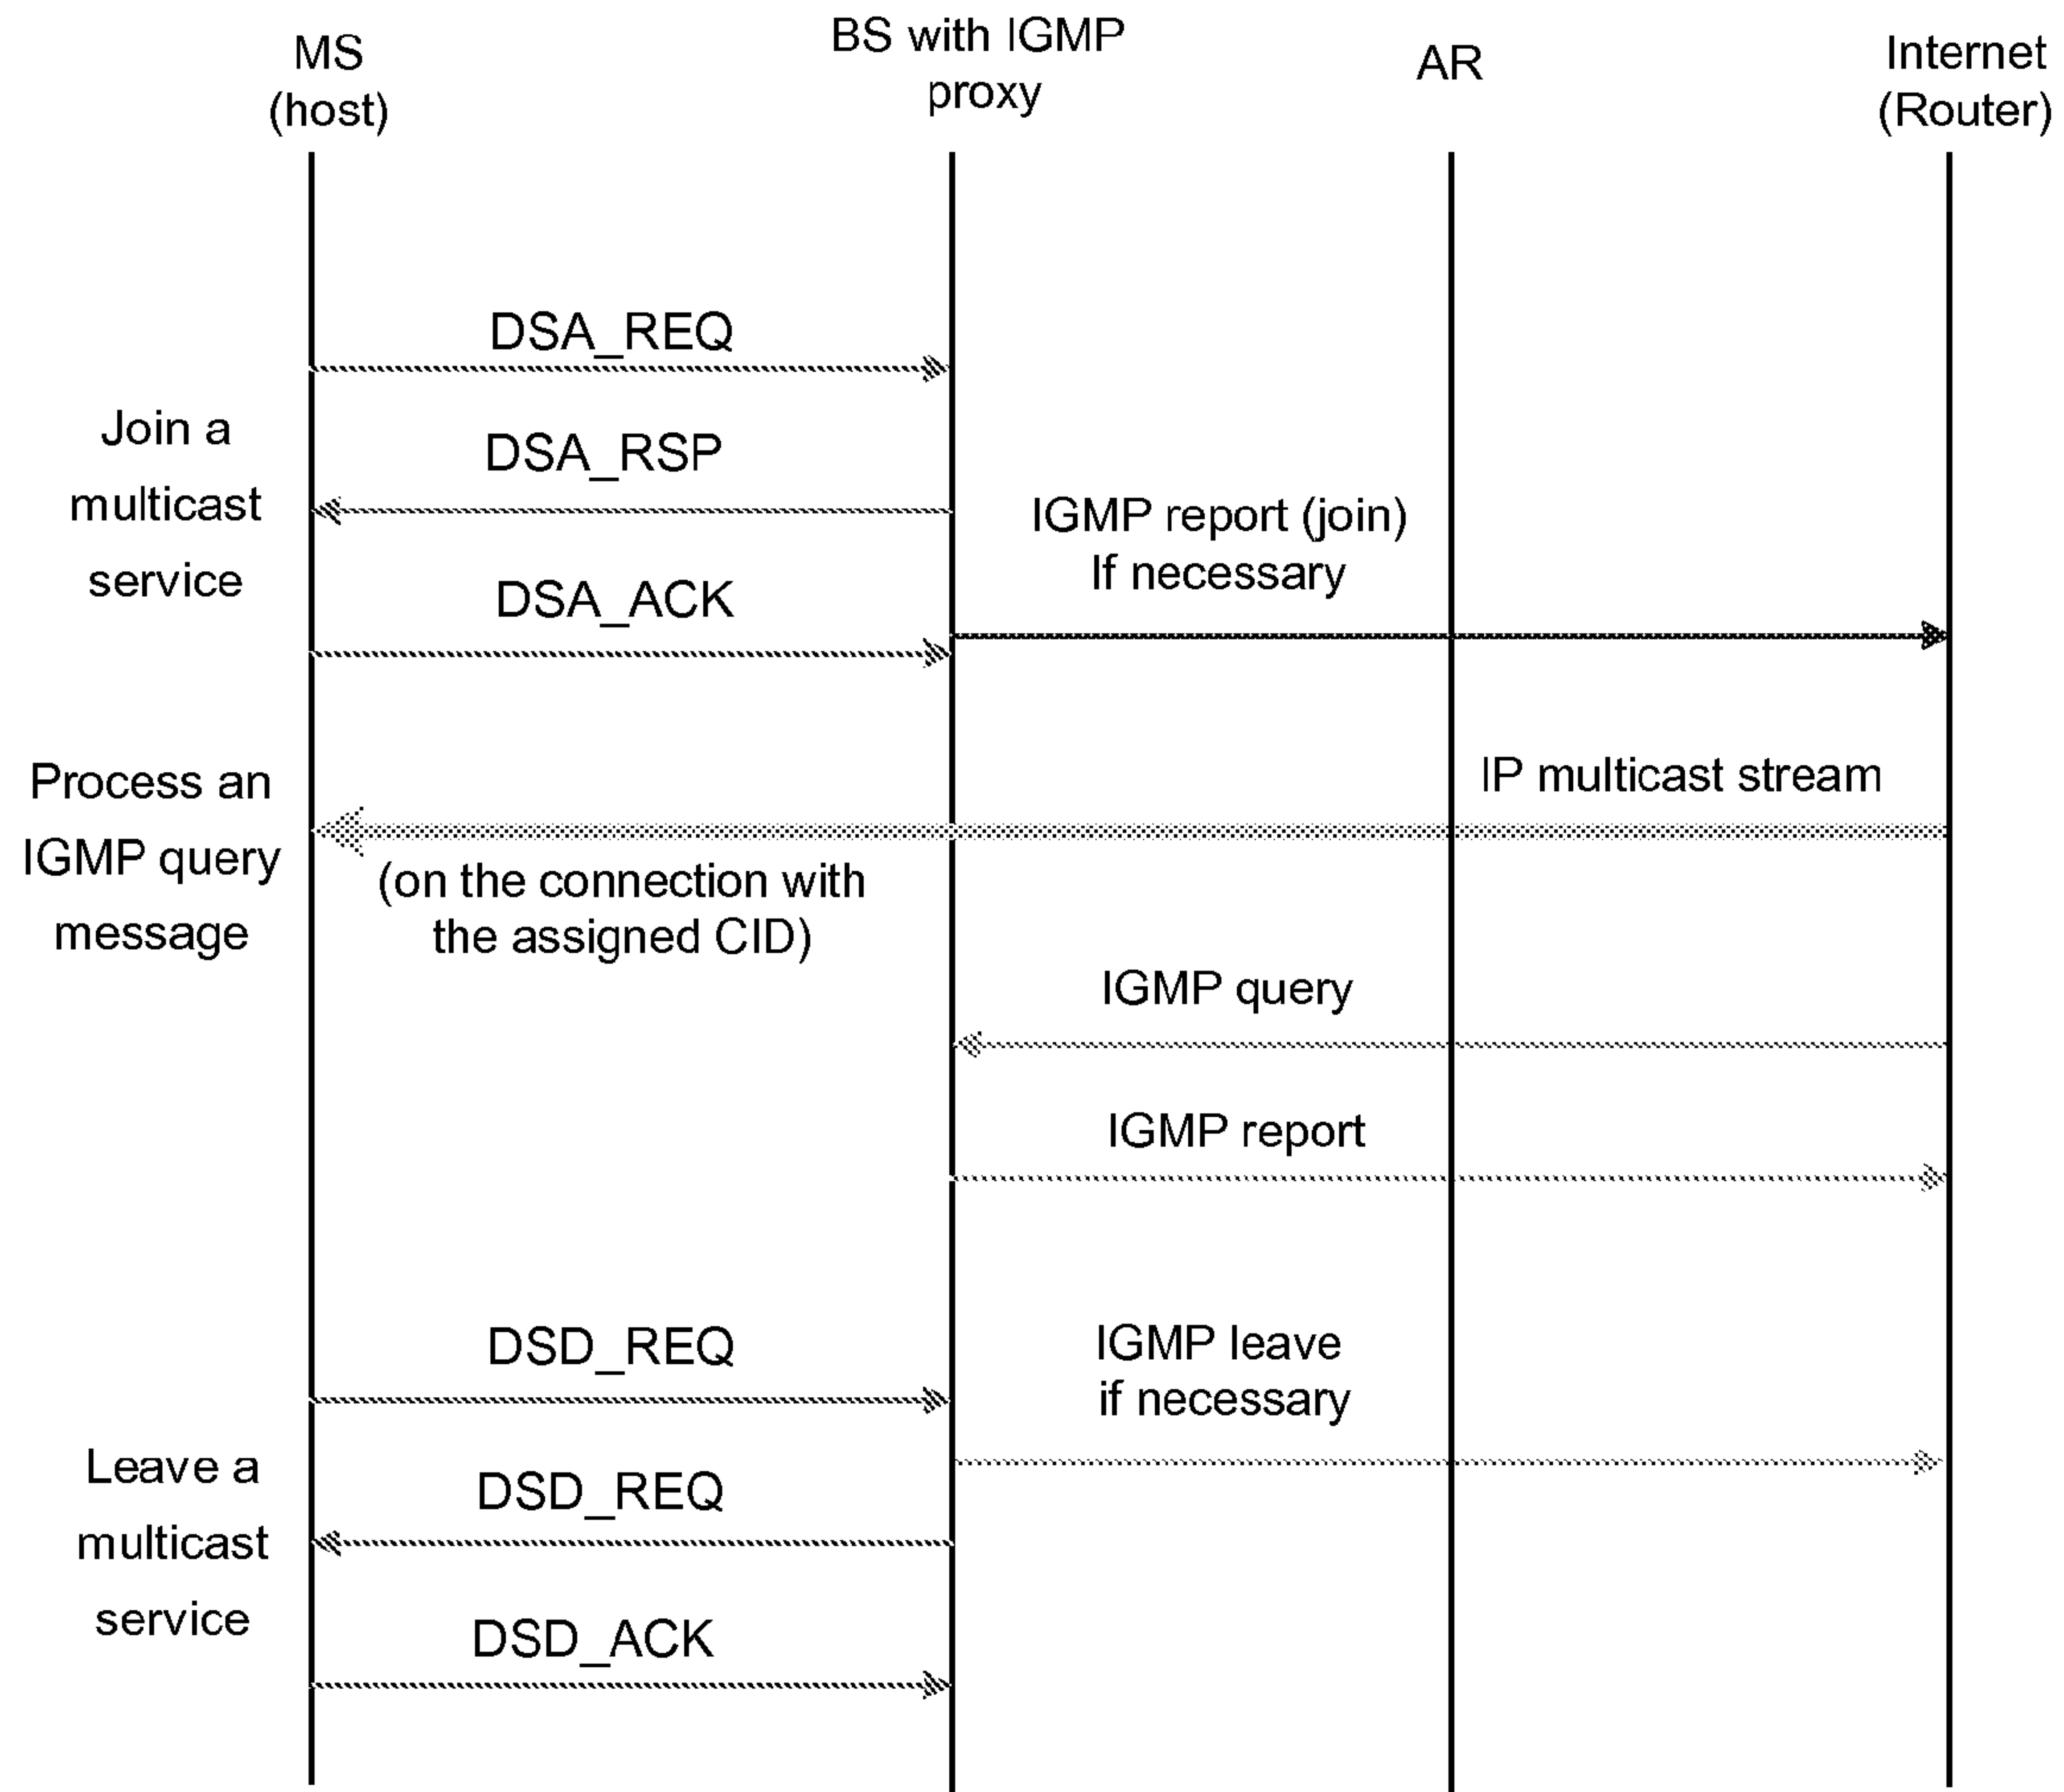 MS
(host)
BS with IGMP
proxy
AR
Internet
(Router)
DSA_REQ
Join a
multicast
service
DSA_RSP
IGMP report (join)
If necessary
DSA_ACK
Process an
IGMP query
message
IP multicast stream
(on the connection with
the assigned CID)
IGMP query
IGMP report
DSD_REQ
IGMP leave
if necessary
Leave a
multicast
service
DSD_REQ
DSD_ACK